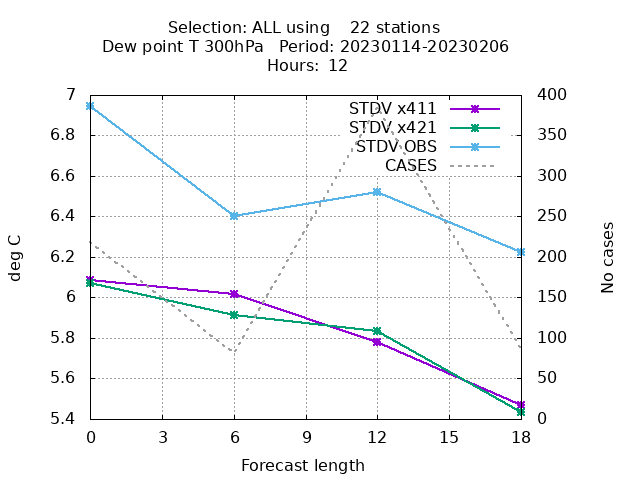 Selection: ALL using    22 stations
Dew point T 300hPa   Period: 20230114-20230206
Hours:  12
7
6.8
6.6
6.4
6.2
6
5.8
5.6
5.4
400
350
300
250
200
150
100
50
0
deg C
No cases
STDV x411
STDV x421
STDV OBS
CASES
0 3 6 9 12 15 18
Forecast length